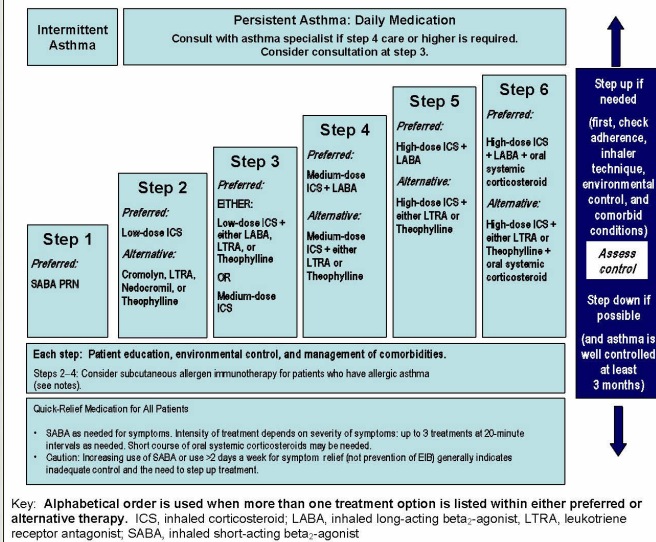 Intermittent
Asthma
Persistent Asthma: Daily Medication
Consult with asthma specialist if step 4 care or higher is required.
Consider consultation at step 3.
Step 1
Preferred:
SABA PRN
Step 2
Preferred:
Low-dose ICS
Alternative:
Cromolyn, LTRA,
Nedocromil, or
Theophylline
Step 3
Preferred:
EITHER:
Low-dose ICS +
either LABA,
LTRA, or
Theophylline
OR
Medium-dose
ICS
Step 4
Preferred:
Medium-dose
ICS + LABA
Alternative:
Medium-dose
ICS + either
LTRA or
Theophylline
Step 5
Preferred:
High-dose ICS +
LABA
Alternative:
High-dose ICS +
either LTRA or
Theophylline
Step 6
Preferred:
High-dose ICS
+ LABA + oral
systemic
corticosteroid
Alternative:
High-dose ICS +
either LTRA or
Theophylline +
oral systemic
corticosteroid
Step up if
needed
(first, check
adherence,
inhaler
technique,
environmental
control, and
comorbid
conditions)
Assess
control
Step down if
possible
(and asthma is
well controlled
at least
3 months)
Each step: Patient education, environmental control, and management of comorbidities.
Steps 2–4: Consider subcutaneous allergen immunotherapy for patients who have allergic asthma
(see notes).
Quick-Relief Medication for All Patients
• SABA as needed for symptoms. Intensity of treatment depends on severity of symptoms: up to 3 treatments at 20-minute
intervals as needed. Short course of oral systemic corticosteroids may be needed.
• Caution: Increasing use of SABA or use >2 days a week for symptom relief (not prevention of EIB) generally indicates
inadequate control and the need to step up treatment.
Key: Alphabetical order is used when more than one treatment option is listed within either preferred or
alternative therapy. ICS, inhaled corticosteroid; LABA, inhaled long-acting beta₂-agonist, LTRA, leukotriene
receptor antagonist; SABA, inhaled short-acting beta₂-agonist